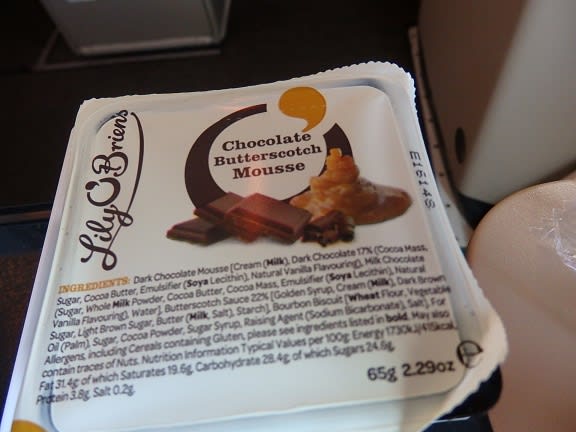 Lily O'Briens
Chocolate
Butterscotch
Mousse
E1614S
INGREDIENTS: Dark Chocolate Mousse [Cream (Milk), Dark Chocolate 17% (Cocoa Mass,
Sugar, Cocoa Butter, Emulsifier (Soya Lecithin), Natural Vanilla Flavouring), Milk Chocolate
(Sugar, Whole Milk Powder, Cocoa Butter, Cocoa Mass, Emulsifier (Soya Lecithin), Natural
Vanilla Flavouring), Water], Butterscotch Sauce 22% [Golden Syrup, Cream (Milk), Dark Brown
Sugar, Light Brown Sugar, Butter (Milk, Salt), Starch], Bourbon Biscuit [Wheat Flour, Vegetable
Oil (Palm), Sugar, Cocoa Powder, Sugar Syrup, Raising Agent (Sodium Bicarbonate), Salt]. For
Allergens, including Cereals containing Gluten, please see ingredients listed in bold. May also
contain traces of Nuts. Nutrition Information Typical Values per 100g: Energy 1730kJ/415kcal,
Fat 31.4g; of which Saturates 19.6g, Carbohydrate 28.4g, of which Sugars 24.6g,
Protein 3.8g, Salt 0.2g.
65g 2.29oz